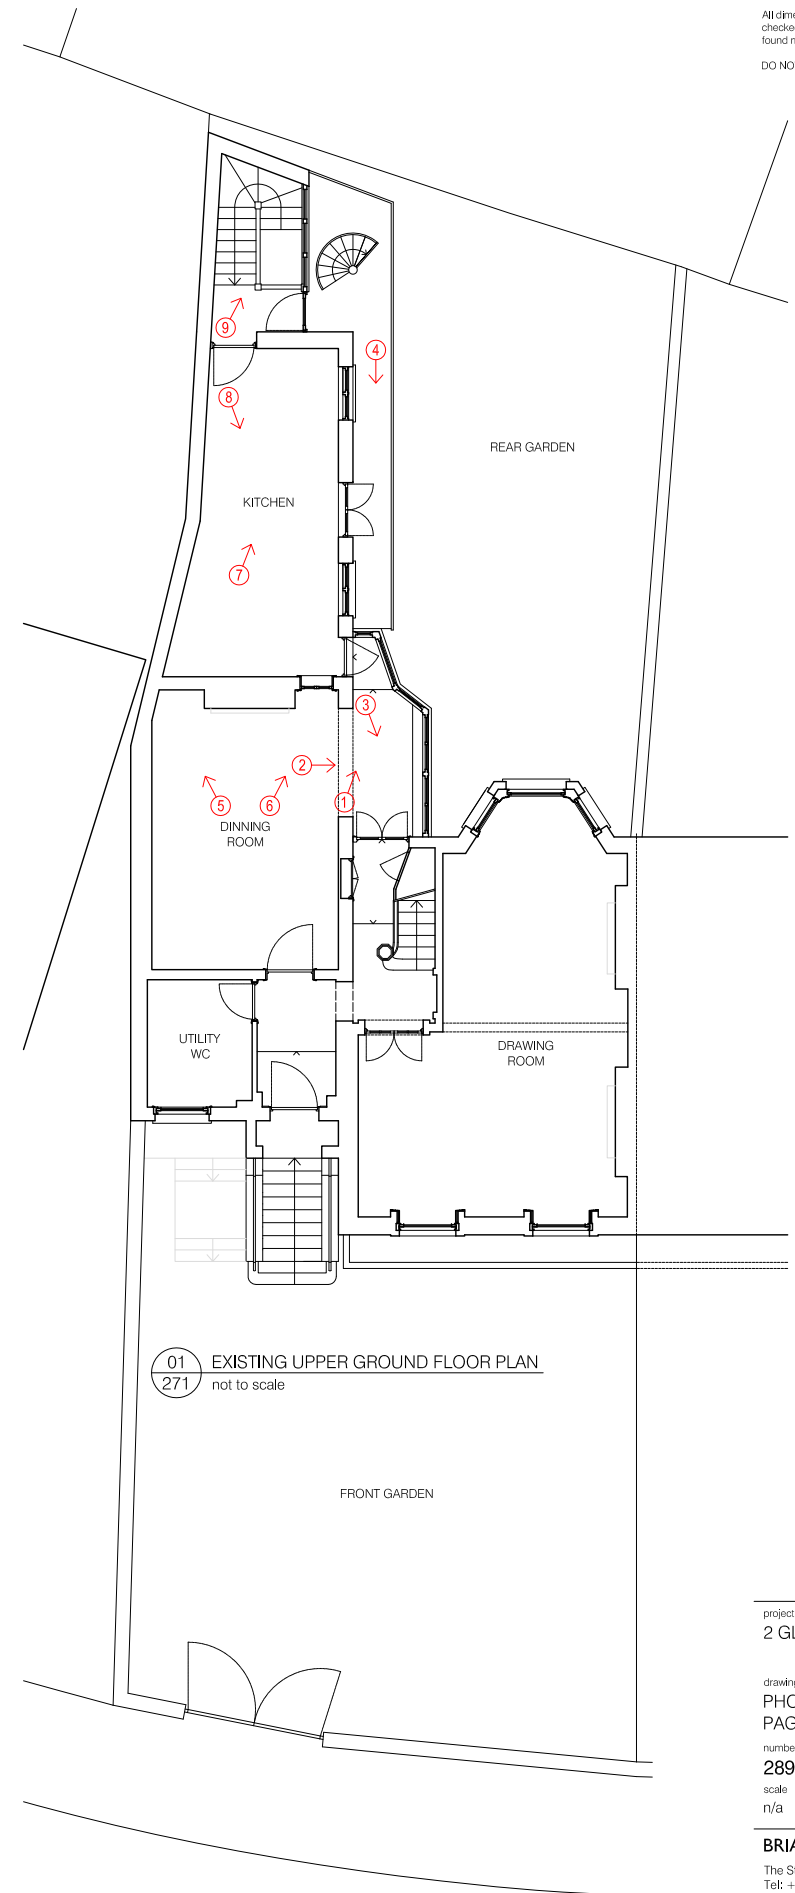 All dime
checke
found n
DO NO
9
4
8
REAR GARDEN
KITCHEN
7
3
2
1
5
6
DINNING
ROOM
UTILITY
WC
DRAWING
ROOM
01
271
EXISTING UPPER GROUND FLOOR PLAN
not to scale
FRONT GARDEN
project
2 GL
drawing
PHO
PAG
numbe
289
scale
n/a
BRIA
The S
Tel: +